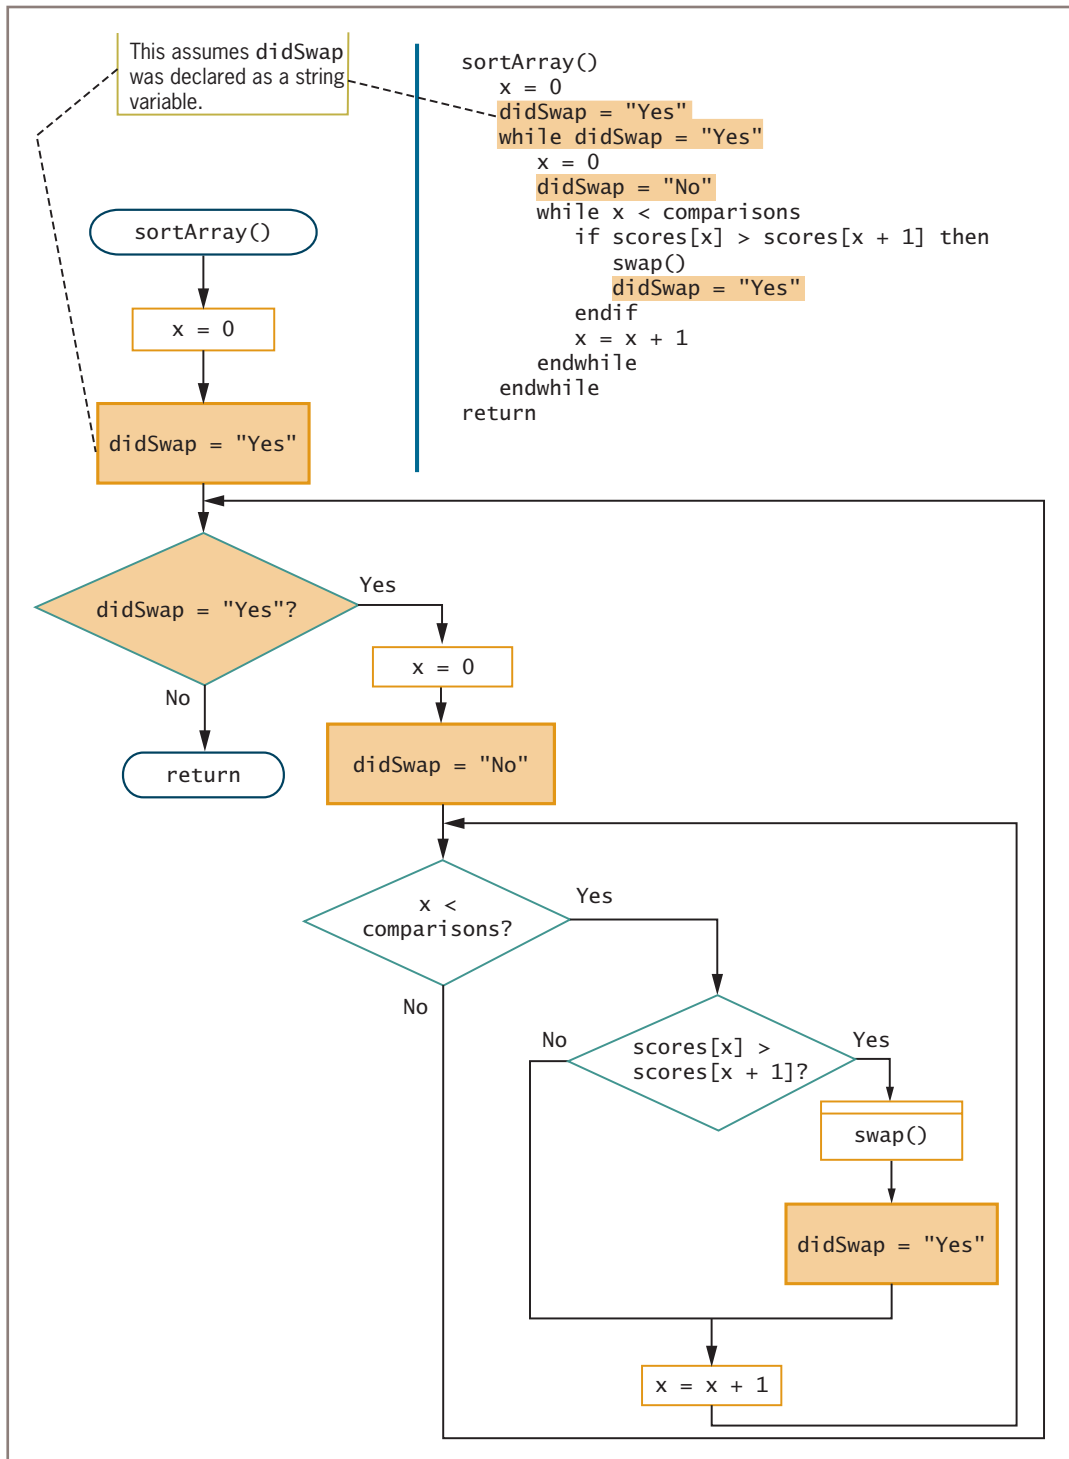 This assumes didSwap
was declared as a string
variable.
sortArray()
x = 0
didSwap = "Yes"
while didSwap = "Yes"
x = 0
didSwap = "No"
while x < comparisons
if scores[x] > scores[x + 1] then
swap()
didSwap = "Yes"
endif
x = x + 1
endwhile
endwhile
return
sortArray()
x = 0
didSwap = "Yes"
didSwap = "Yes"?
Yes
No
return
x = 0
didSwap = "No"
x <
comparisons?
Yes
No
scores[x] >
scores[x + 1]?
No
Yes
swap()
didSwap = "Yes"
x = x + 1